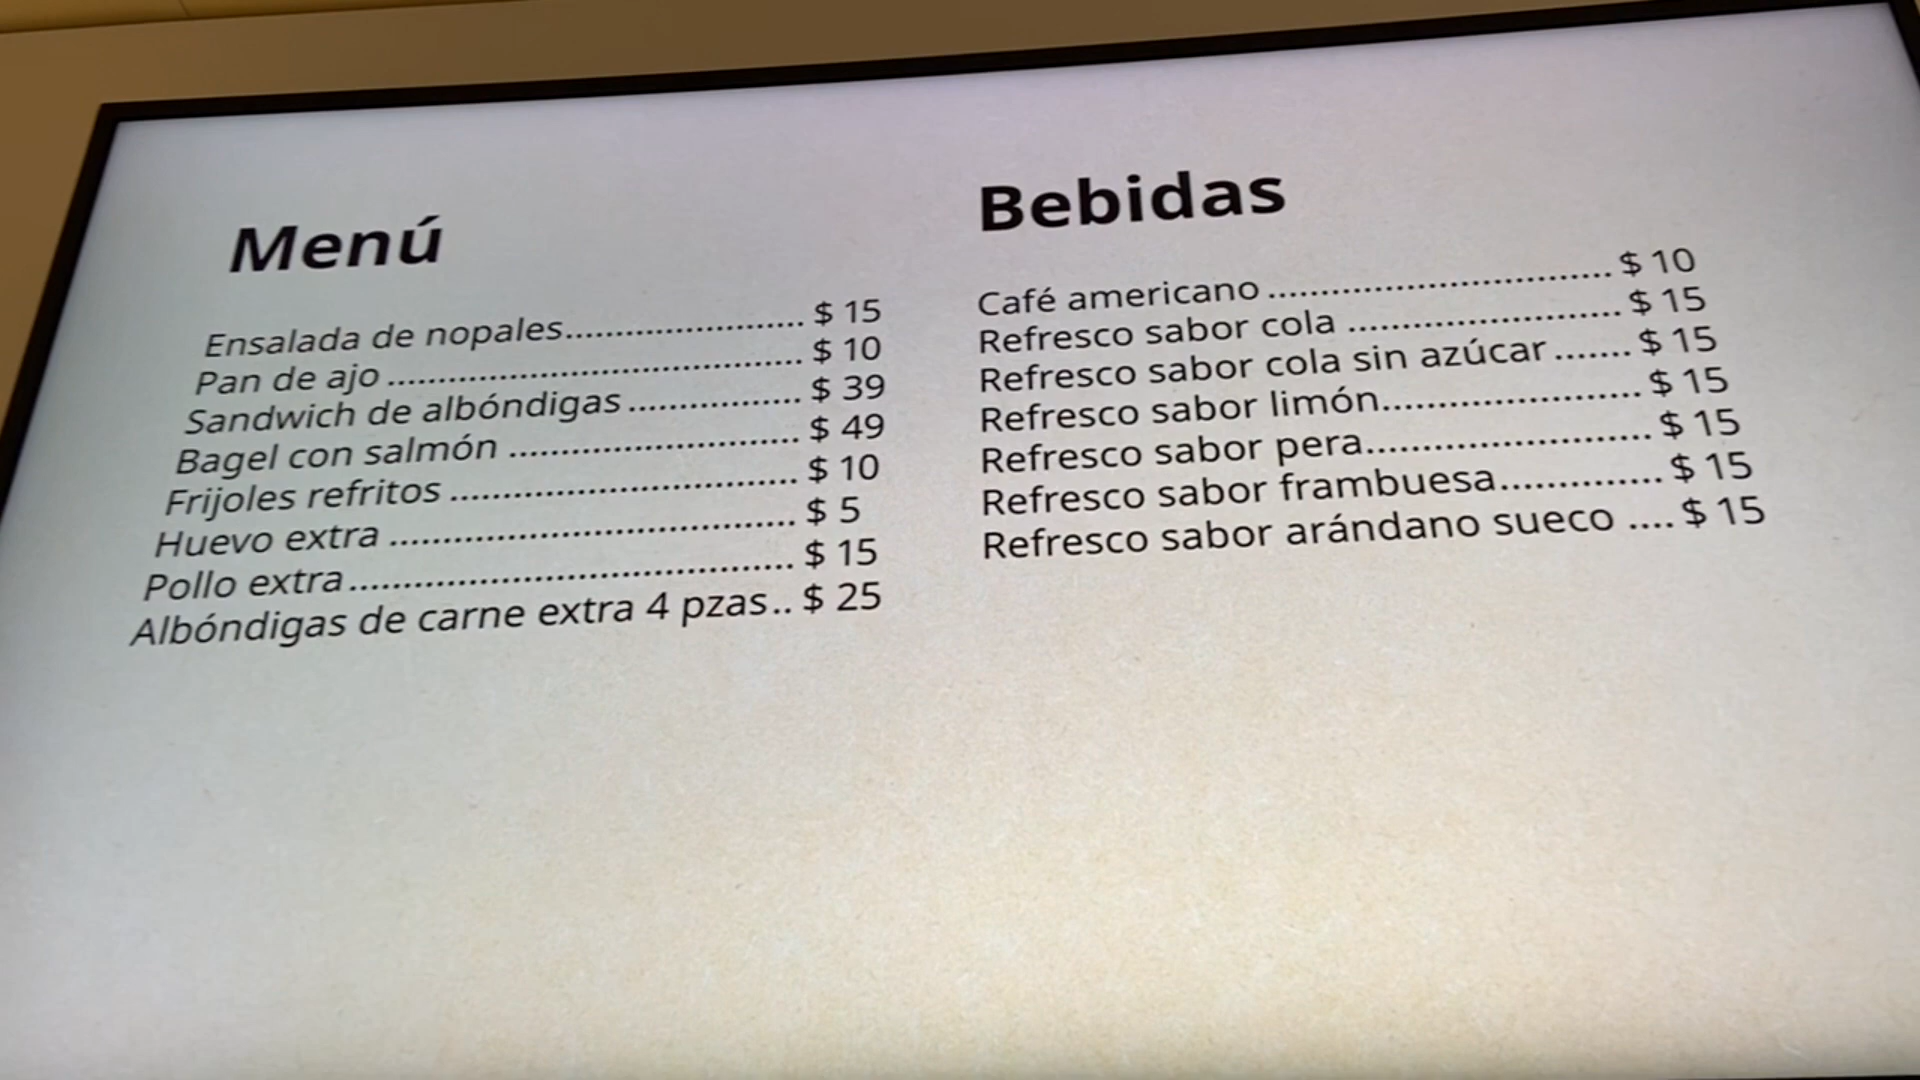 Menú
Ensalada de nopales....................... $ 15
Pan de ajo ....................................... $ 10
Sandwich de albóndigas ................ $ 39
Bagel con salmón ........................... $ 49
Frijoles refritos ................................ $ 10
Huevo extra ..................................... $ 5
Pollo extra........................................ $ 15
Albóndigas de carne extra 4 pzas.. $ 25
Bebidas
Café americano ................................ $ 10
Refresco sabor cola ......................... $ 15
Refresco sabor cola sin azúcar ....... $ 15
Refresco sabor limón........................ $ 15
Refresco sabor pera.......................... $ 15
Refresco sabor frambuesa.............. $ 15
Refresco sabor arándano sueco .... $ 15